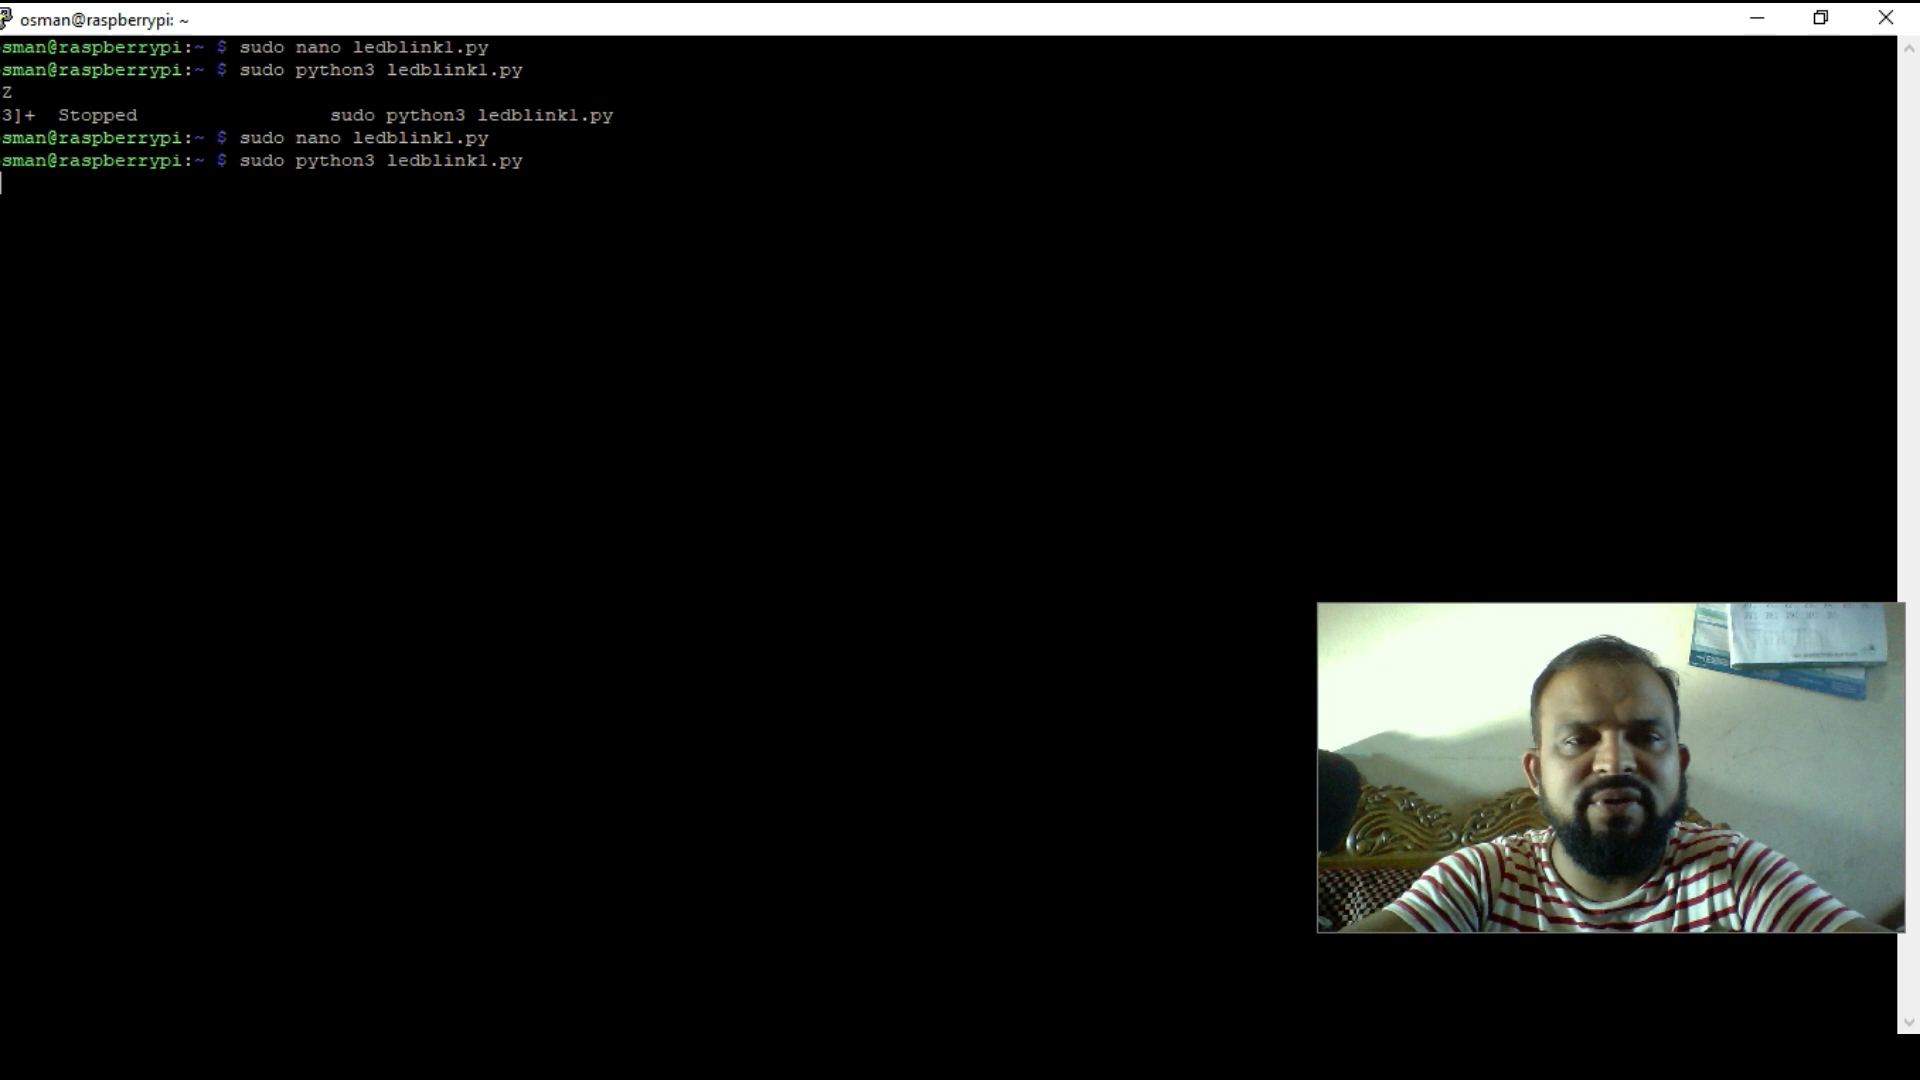 osman@raspberrypi: ~
sman@raspberrypi:~ $ sudo nano ledblink1.py
sman@raspberrypi:~ $ sudo python3 ledblink1.py
Z
3]+  Stopped                 sudo python3 ledblink1.py
sman@raspberrypi:~ $ sudo nano ledblink1.py
sman@raspberrypi:~ $ sudo python3 ledblink1.py